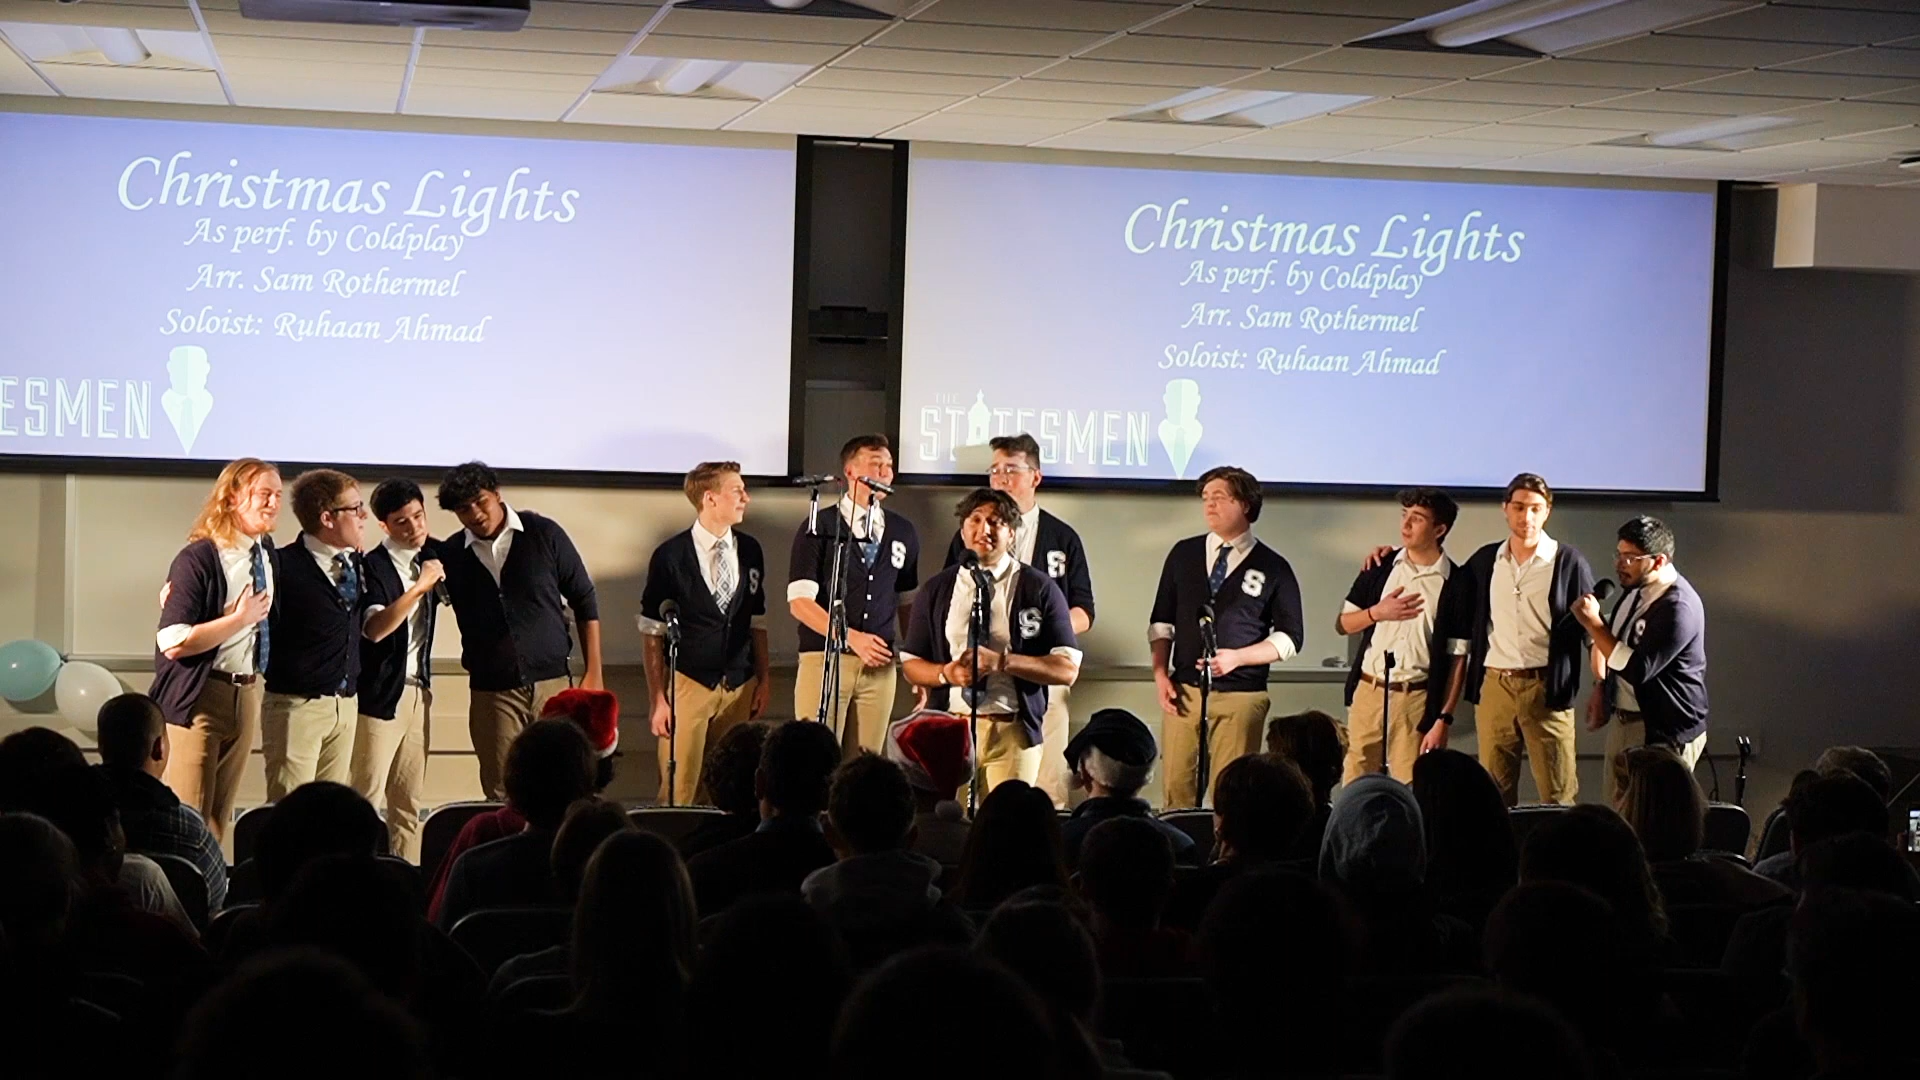 Christmas Lights
As perf. by Coldplay
Arr. Sam Rothermel
Soloist: Ruhaan Ahmad
ESMEN
Christmas Lights
As perf. by Coldplay
Arr. Sam Rothermel
Soloist: Ruhaan Ahmad
THE
STATESMEN
S
S
S
S
S
S